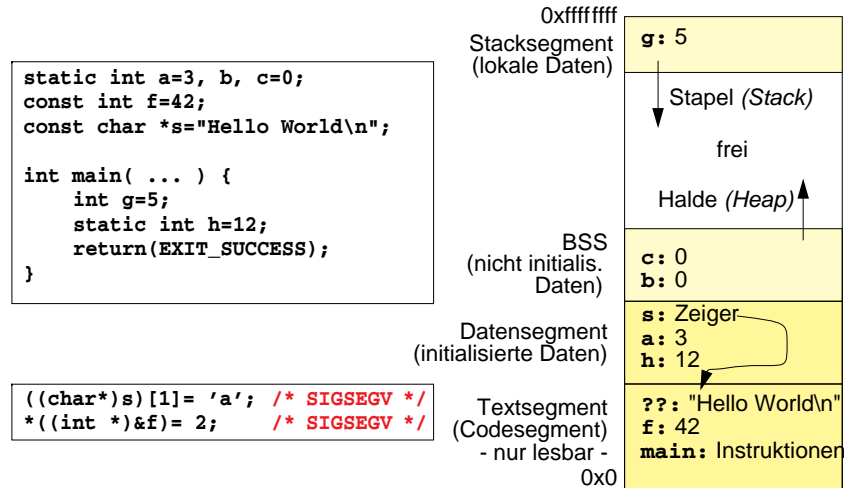 static int a=3, b, c=0;
const int f=42;
const char *s="Hello World\n";
int main( ... ) {
int g=5;
static int h=12;
return(EXIT_SUCCESS);
}
((char*)s)[1]= ’a’; /* SIGSEGV */
*((int *)&f)= 2; /* SIGSEGV */
0xffffffff
Stacksegment
(lokale Daten)
g: 5
Stapel (Stack)
frei
Halde (Heap)
BSS
(nicht initialis.
Daten)
c: 0
b: 0
Datensegment
(initialisierte Daten)
s: Zeiger
a: 3
h: 12
Textsegment
(Codesegment)
- nur lesbar -
0x0
??: "Hello World\n"
f: 42
main: Instruktionen